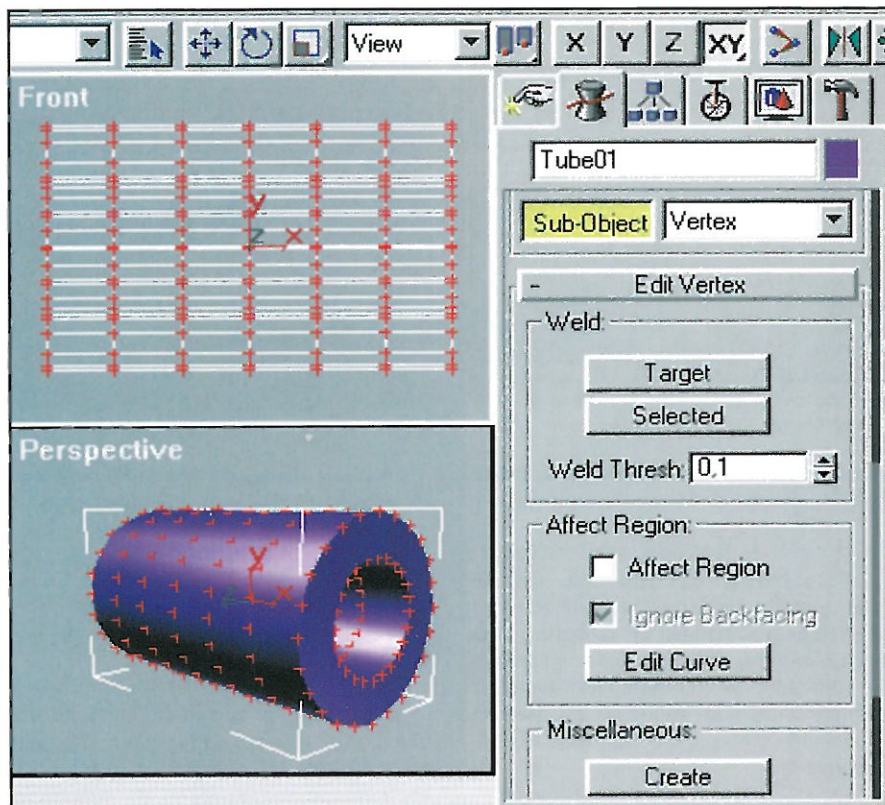 View
X
Y
Z
XY
Front
y
z
x
Tube01
Sub-Object
Vertex
- Edit Vertex
Weld:
Target
Selected
Weld Thresh: 0,1
Perspective
y
z
x
Affect Region:
Affect Region
Ignore Backfacing
Edit Curve
Miscellaneous:
Create